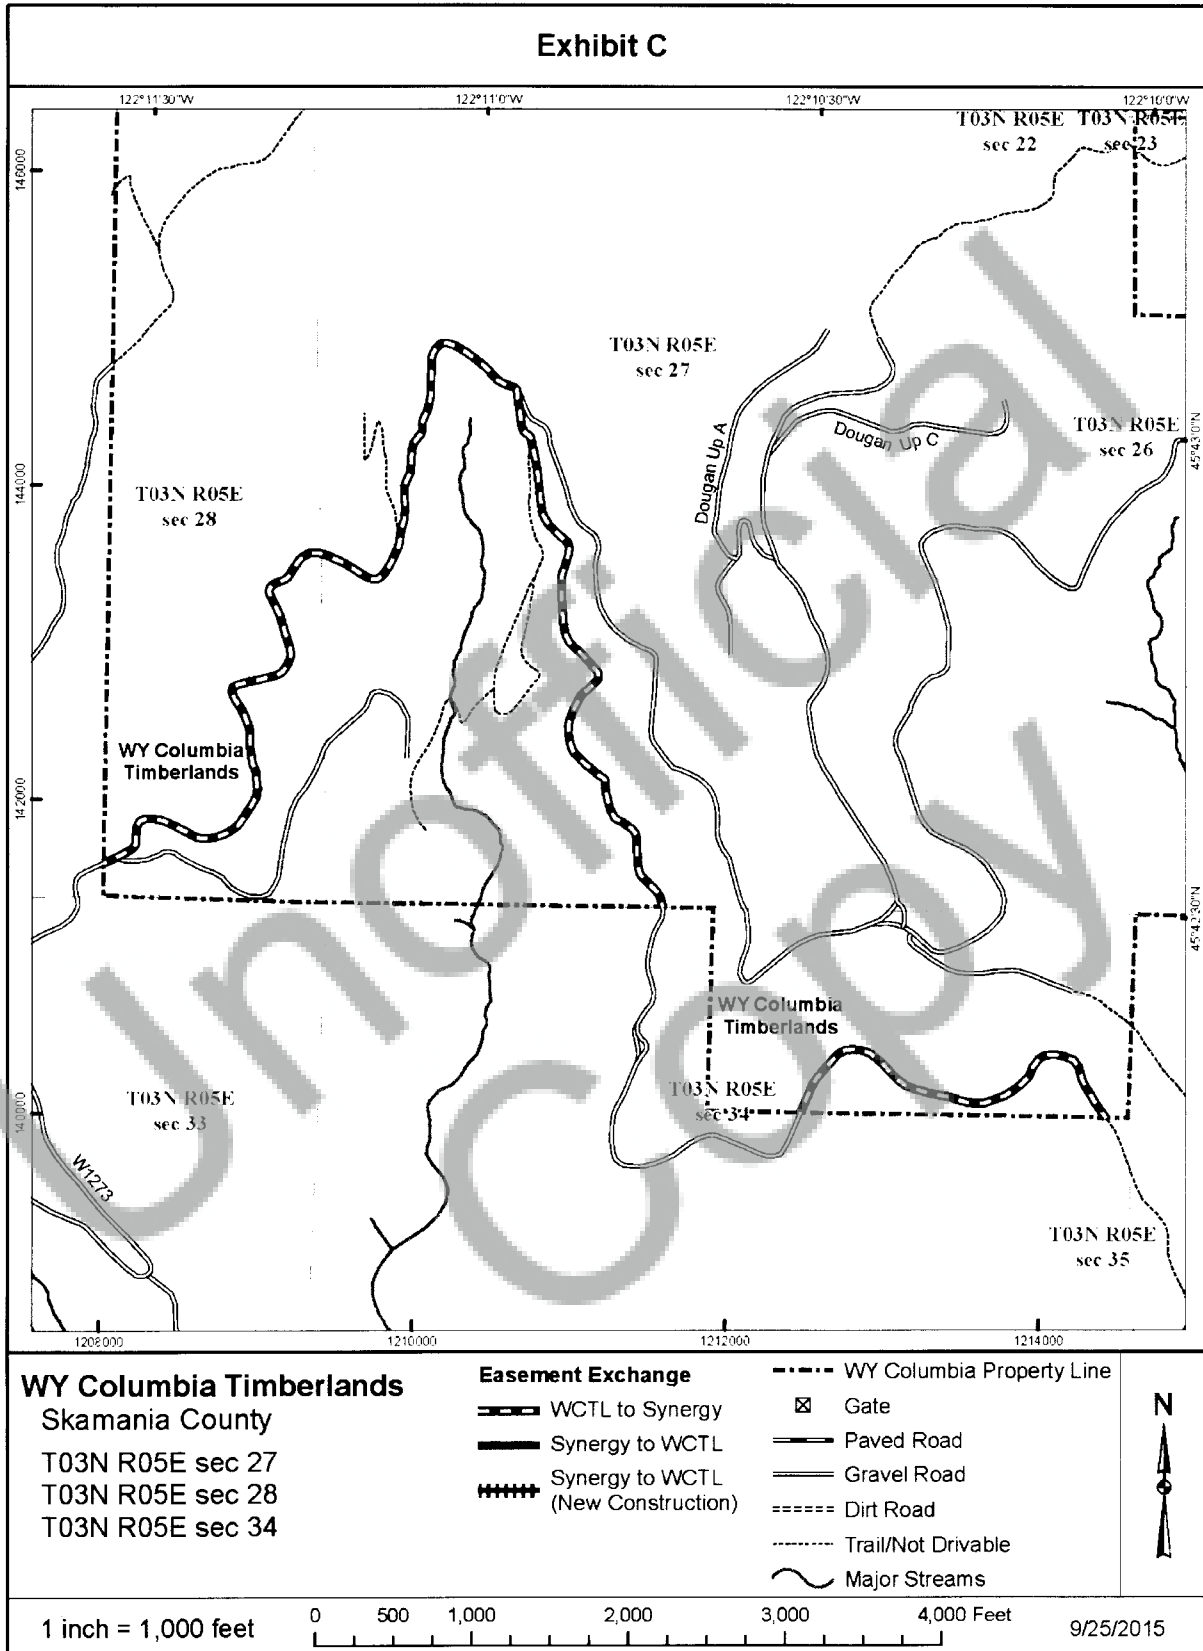 Exhibit C
122°11'30"W
122°11'0"W
122°10'30"W
122°10'0"W
T03N R05E
sec 22
T03N R05E
sec 23
146000
T03N R05E
sec 27
Dougan Up A
Dougan Up C
T03N R05E
sec 26
45°43'0"N
144000
T03N R05E
sec 28
WY Columbia
Timberlands
142000
45°42'30"N
WY Columbia
Timberlands
T03N R05E
sec 34
T03N R05E
sec 33
140000
W1273
T03N R05E
sec 35
Unofficial
Copy
1208000
1210000
1212000
1214000
WY Columbia Timberlands
Skamania County
T03N R05E sec 27
T03N R05E sec 28
T03N R05E sec 34
Easement Exchange
WCTL to Synergy
Synergy to WCTL
Synergy to WCTL
(New Construction)
WY Columbia Property Line
Gate
Paved Road
Gravel Road
Dirt Road
Trail/Not Drivable
Major Streams
N
1 inch = 1,000 feet
0 500 1,000 2,000 3,000 4,000 Feet
9/25/2015